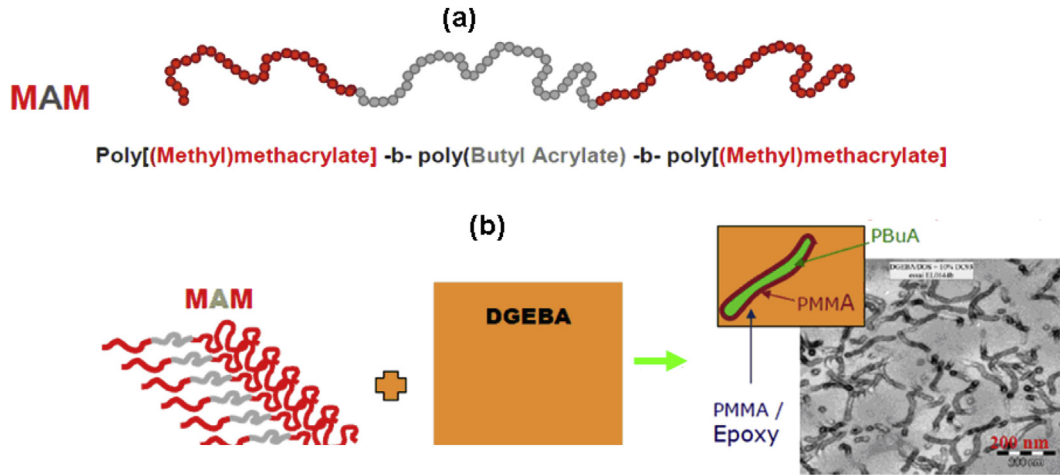 (a)
MAM
Poly[(Methyl)methacrylate] -b- poly(Butyl Acrylate) -b- poly[(Methyl)methacrylate]
(b)
MAM
DGEBA
PBuA
PMMA
PMMA /
Epoxy
200 nm